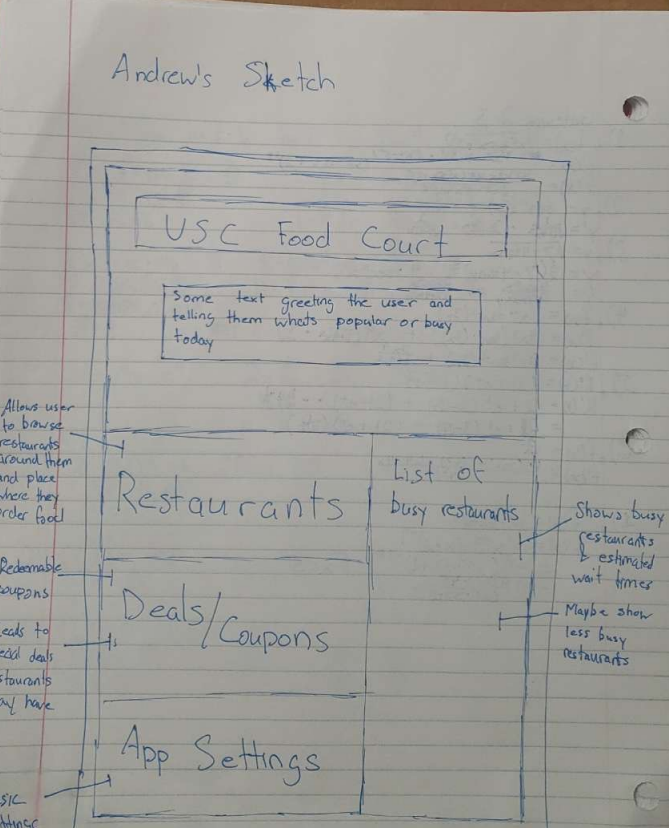 Andrew's Sketch
USC Food Court
Some text greeting the user and
telling them whats popular or busy
today
Allows user
to browse
restaurants
around them
and place
where they
order food
Restaurants
List of
busy restaurants
Shows busy
restaurants
& estimated
wait times
Redeemable
coupons
Deals/Coupons
Maybe show
less busy
restaurants
eads to
ecial deals
staurants
ay have
App Settings
sic